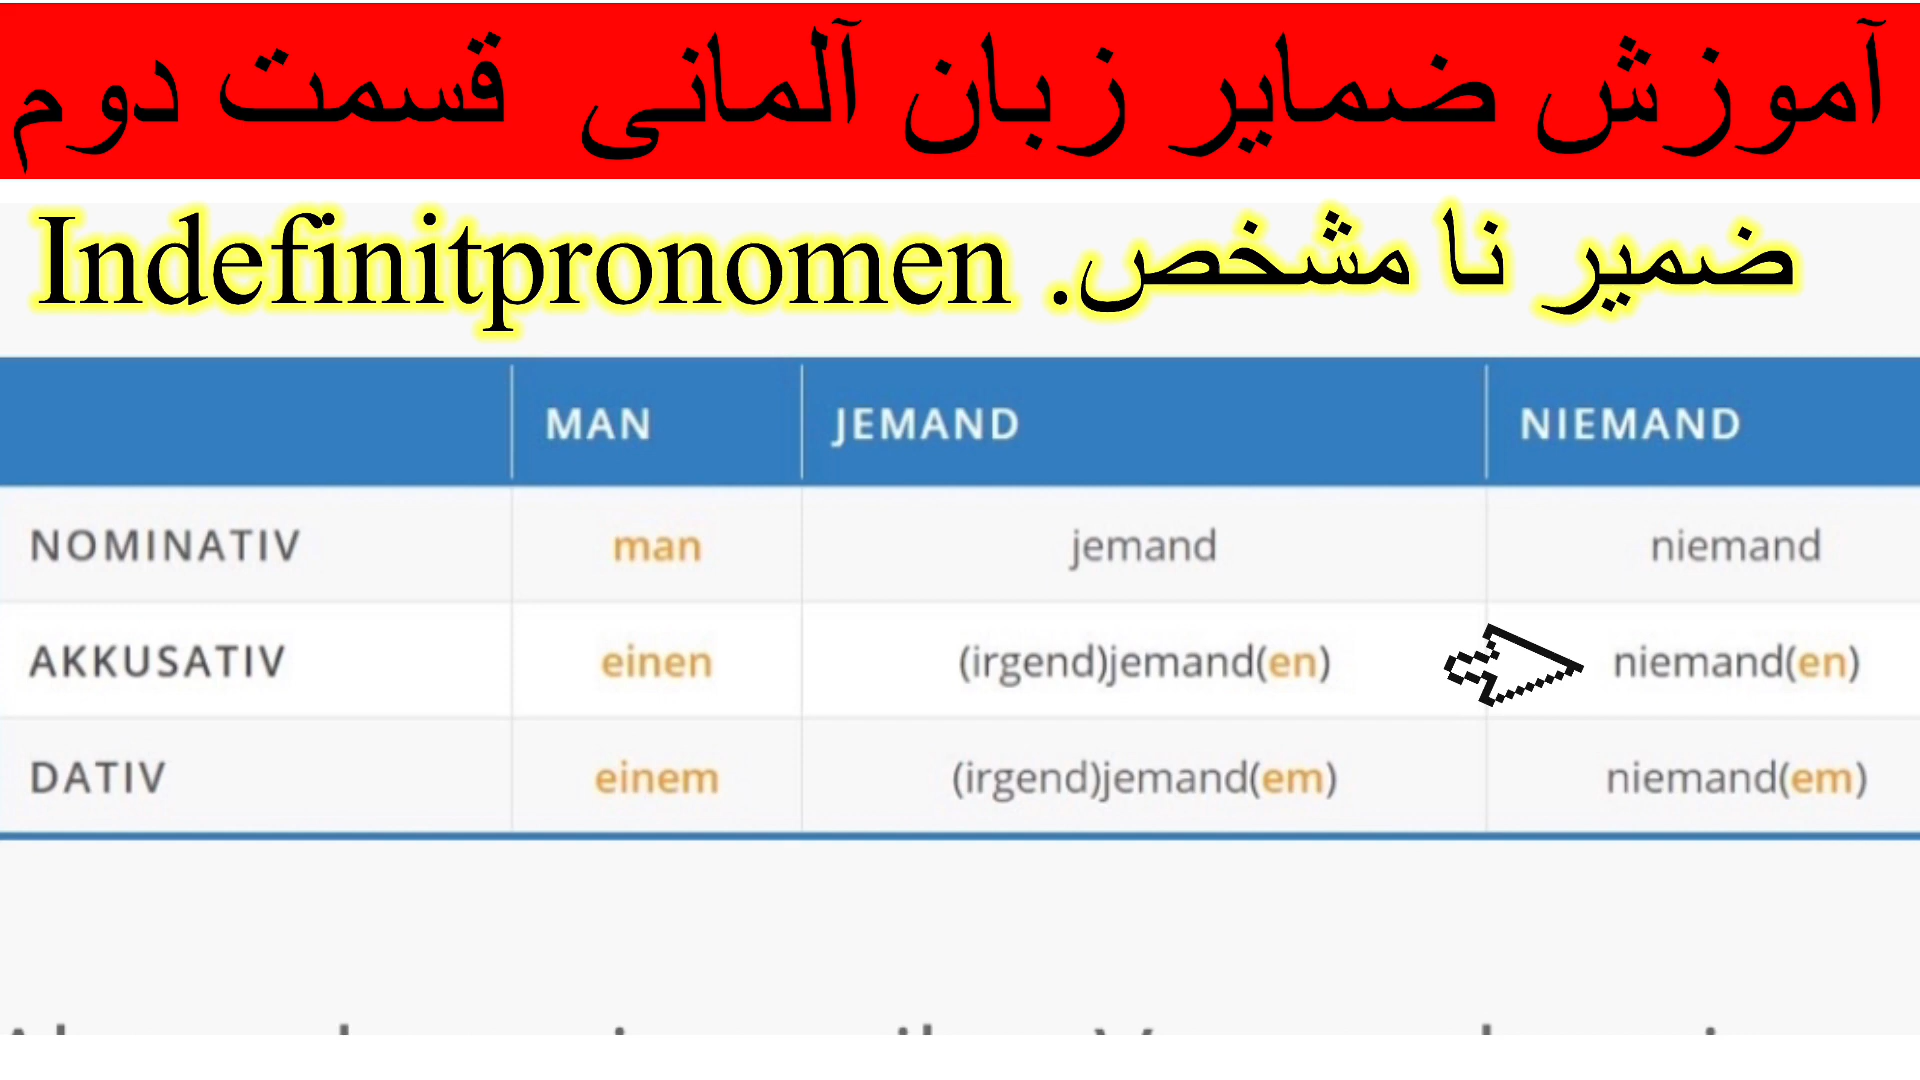 آموزش ضمایر زبان آلمانی قسمت دوم
ضمیر نا مشخص. Indefinitpronomen
MAN JEMAND NIEMAND
NOMINATIV man jemand niemand
AKKUSATIV einen (irgend)jemand(en) niemand(en)
DATIV einem (irgend)jemand(em) niemand(em)